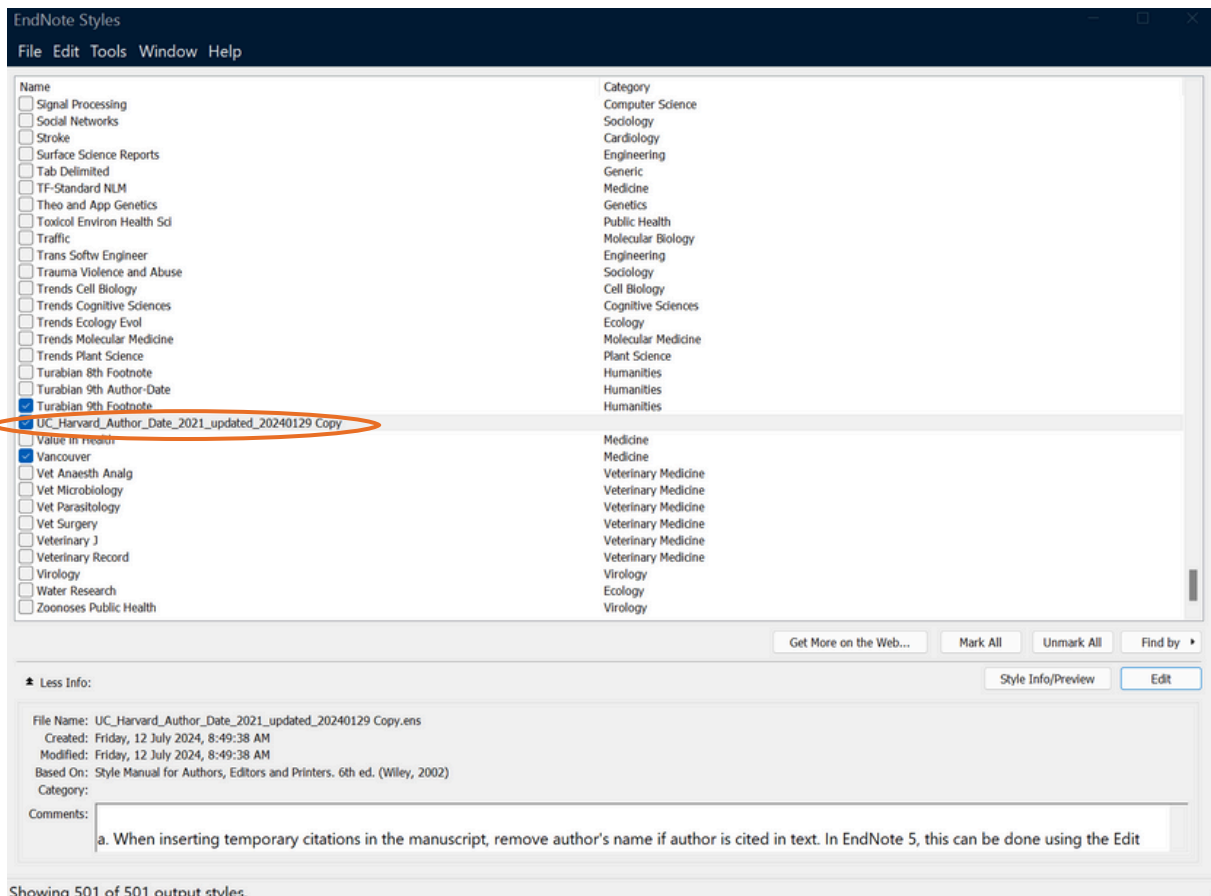 EndNote Styles
File Edit Tools Window Help
Name Category
Signal Processing Computer Science
Social Networks Sociology
Stroke Cardiology
Surface Science Reports Engineering
Tab Delimited Generic
TF-Standard NLM Medicine
Theo and App Genetics Genetics
Toxicol Environ Health Sci Public Health
Traffic Molecular Biology
Trans Softw Engineer Engineering
Trauma Violence and Abuse Sociology
Trends Cell Biology Cell Biology
Trends Cognitive Sciences Cognitive Sciences
Trends Ecology Evol Ecology
Trends Molecular Medicine Molecular Medicine
Trends Plant Science Plant Science
Turabian 8th Footnote Humanities
Turabian 9th Author-Date Humanities
Turabian 9th Footnote Humanities
UC_Harvard_Author_Date_2021_updated_20240129 Copy
Value in Health Medicine
Vancouver Medicine
Vet Anaesth Analg Veterinary Medicine
Vet Microbiology Veterinary Medicine
Vet Parasitology Veterinary Medicine
Vet Surgery Veterinary Medicine
Veterinary J Veterinary Medicine
Veterinary Record Veterinary Medicine
Virology Virology
Water Research Ecology
Zoonoses Public Health Virology
Get More on the Web... Mark All Unmark All Find by
Less Info: Style Info/Preview Edit
File Name: UC_Harvard_Author_Date_2021_updated_20240129 Copy.ens
Created: Friday, 12 July 2024, 8:49:38 AM
Modified: Friday, 12 July 2024, 8:49:38 AM
Based On: Style Manual for Authors, Editors and Printers. 6th ed. (Wiley, 2002)
Category:
Comments:
a. When inserting temporary citations in the manuscript, remove author's name if author is cited in text. In EndNote 5, this can be done using the Edit
Showing 501 of 501 output styles.